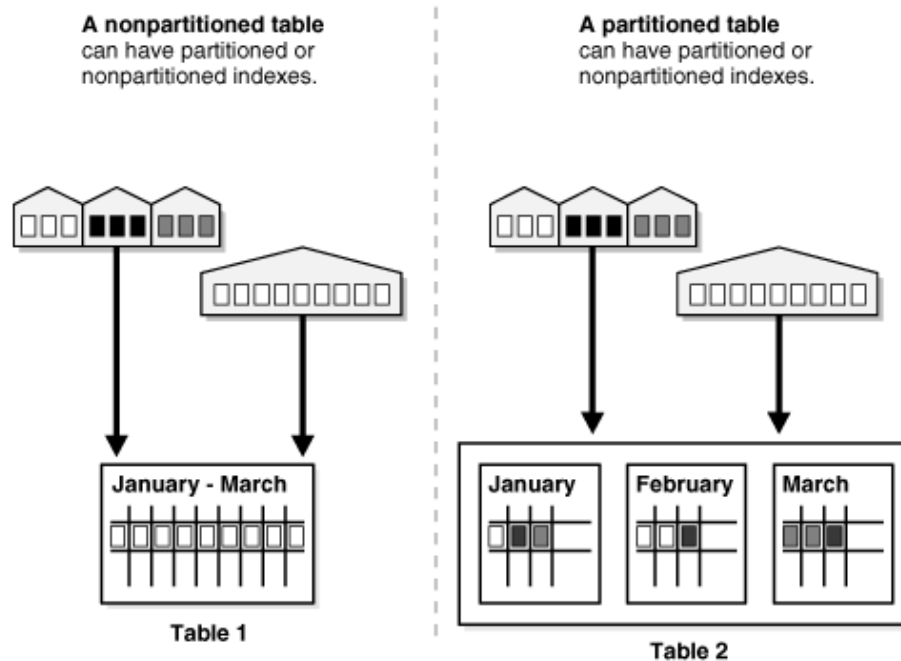 A nonpartitioned table
can have partitioned or
nonpartitioned indexes.
A partitioned table
can have partitioned or
nonpartitioned indexes.
January - March
Table 1
January
February
March
Table 2